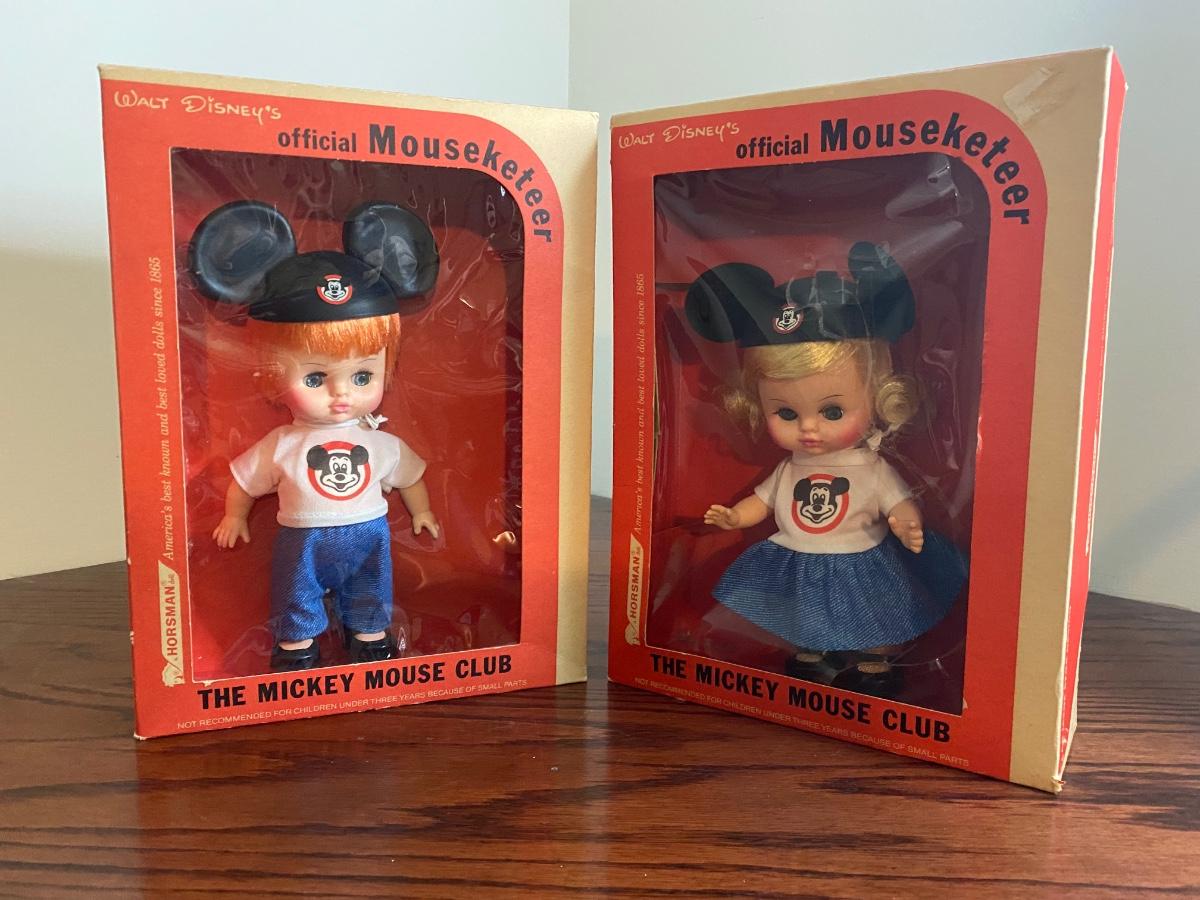 WALT DISNEY'S
official Mouseketeer
America's best known and best loved dolls since 1865
HORSMAN
THE MICKEY MOUSE CLUB
NOT RECOMMENDED FOR CHILDREN UNDER THREE YEARS BECAUSE OF SMALL PARTS
WALT DISNEY'S
official Mouseketeer
America's best known and best loved dolls since 1865
HORSMAN
THE MICKEY MOUSE CLUB
NOT RECOMMENDED FOR CHILDREN UNDER THREE YEARS BECAUSE OF SMALL PARTS